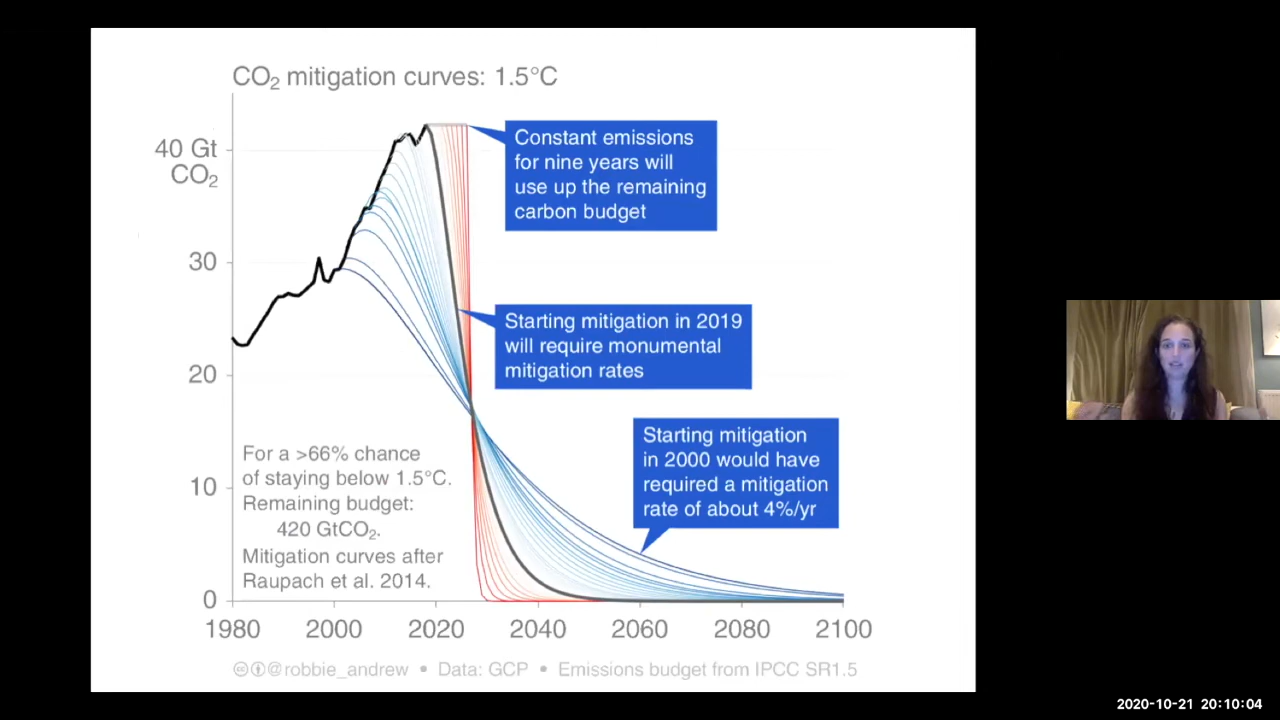 CO₂ mitigation curves: 1.5°C
40 Gt
CO₂
30
20
10
0
Constant emissions
for nine years will
use up the remaining
carbon budget
Starting mitigation in 2019
will require monumental
mitigation rates
Starting mitigation
in 2000 would have
required a mitigation
rate of about 4%/yr
For a >66% chance
of staying below 1.5°C.
Remaining budget:
420 GtCO₂.
Mitigation curves after
Raupach et al. 2014.
1980 2000 2020 2040 2060 2080 2100
@robbie_andrew • Data: GCP • Emissions budget from IPCC SR1.5
2020-10-21 20:10:04